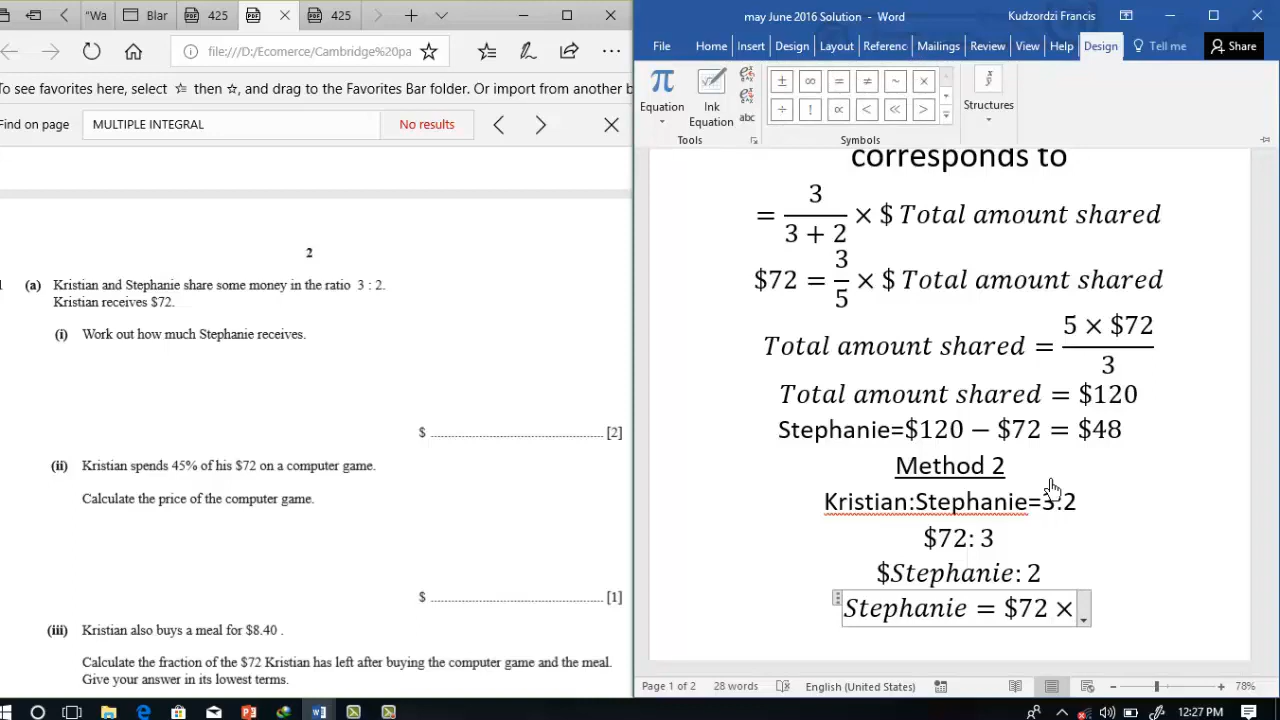 "Wa
Blar
425
425
file:///D:/Ecomerce/Cambridge%20pa
To see favorites here, select ☆ then ☆, and drag to the Favorites Bar folder. Or import from another b
Find on page MULTIPLE INTEGRAL No results
2
(a) Kristian and Stephanie share some money in the ratio 3 : 2.
Kristian receives $72.
(i) Work out how much Stephanie receives.
$ ............................................................ [2]
(ii) Kristian spends 45% of his $72 on a computer game.
Calculate the price of the computer game.
$ ............................................................ [1]
(iii) Kristian also buys a meal for $8.40 .
Calculate the fraction of the $72 Kristian has left after buying the computer game and the meal.
Give your answer in its lowest terms.
may June 2016 Solution - Word Kudzordzi Francis
File Home Insert Design Layout Referenc Mailings Review View Help Design Tell me Share
π Equation
Ink Equation
abc
Tools
± ∞ = ≠ ~ ×
÷ ! ∝ < ≪ >
Symbols
Structures
corresponds to
= 3/(3 + 2) × $ Total amount shared
$72 = 3/5 × $ Total amount shared
Total amount shared = (5 × $72)/3
Total amount shared = $120
Stephanie=$120 − $72 = $48
Method 2
Kristian:Stephanie=3:2
$72: 3
$Stephanie: 2
Stephanie = $72 ×
Page 1 of 2 28 words English (United States) 78%
12:27 PM